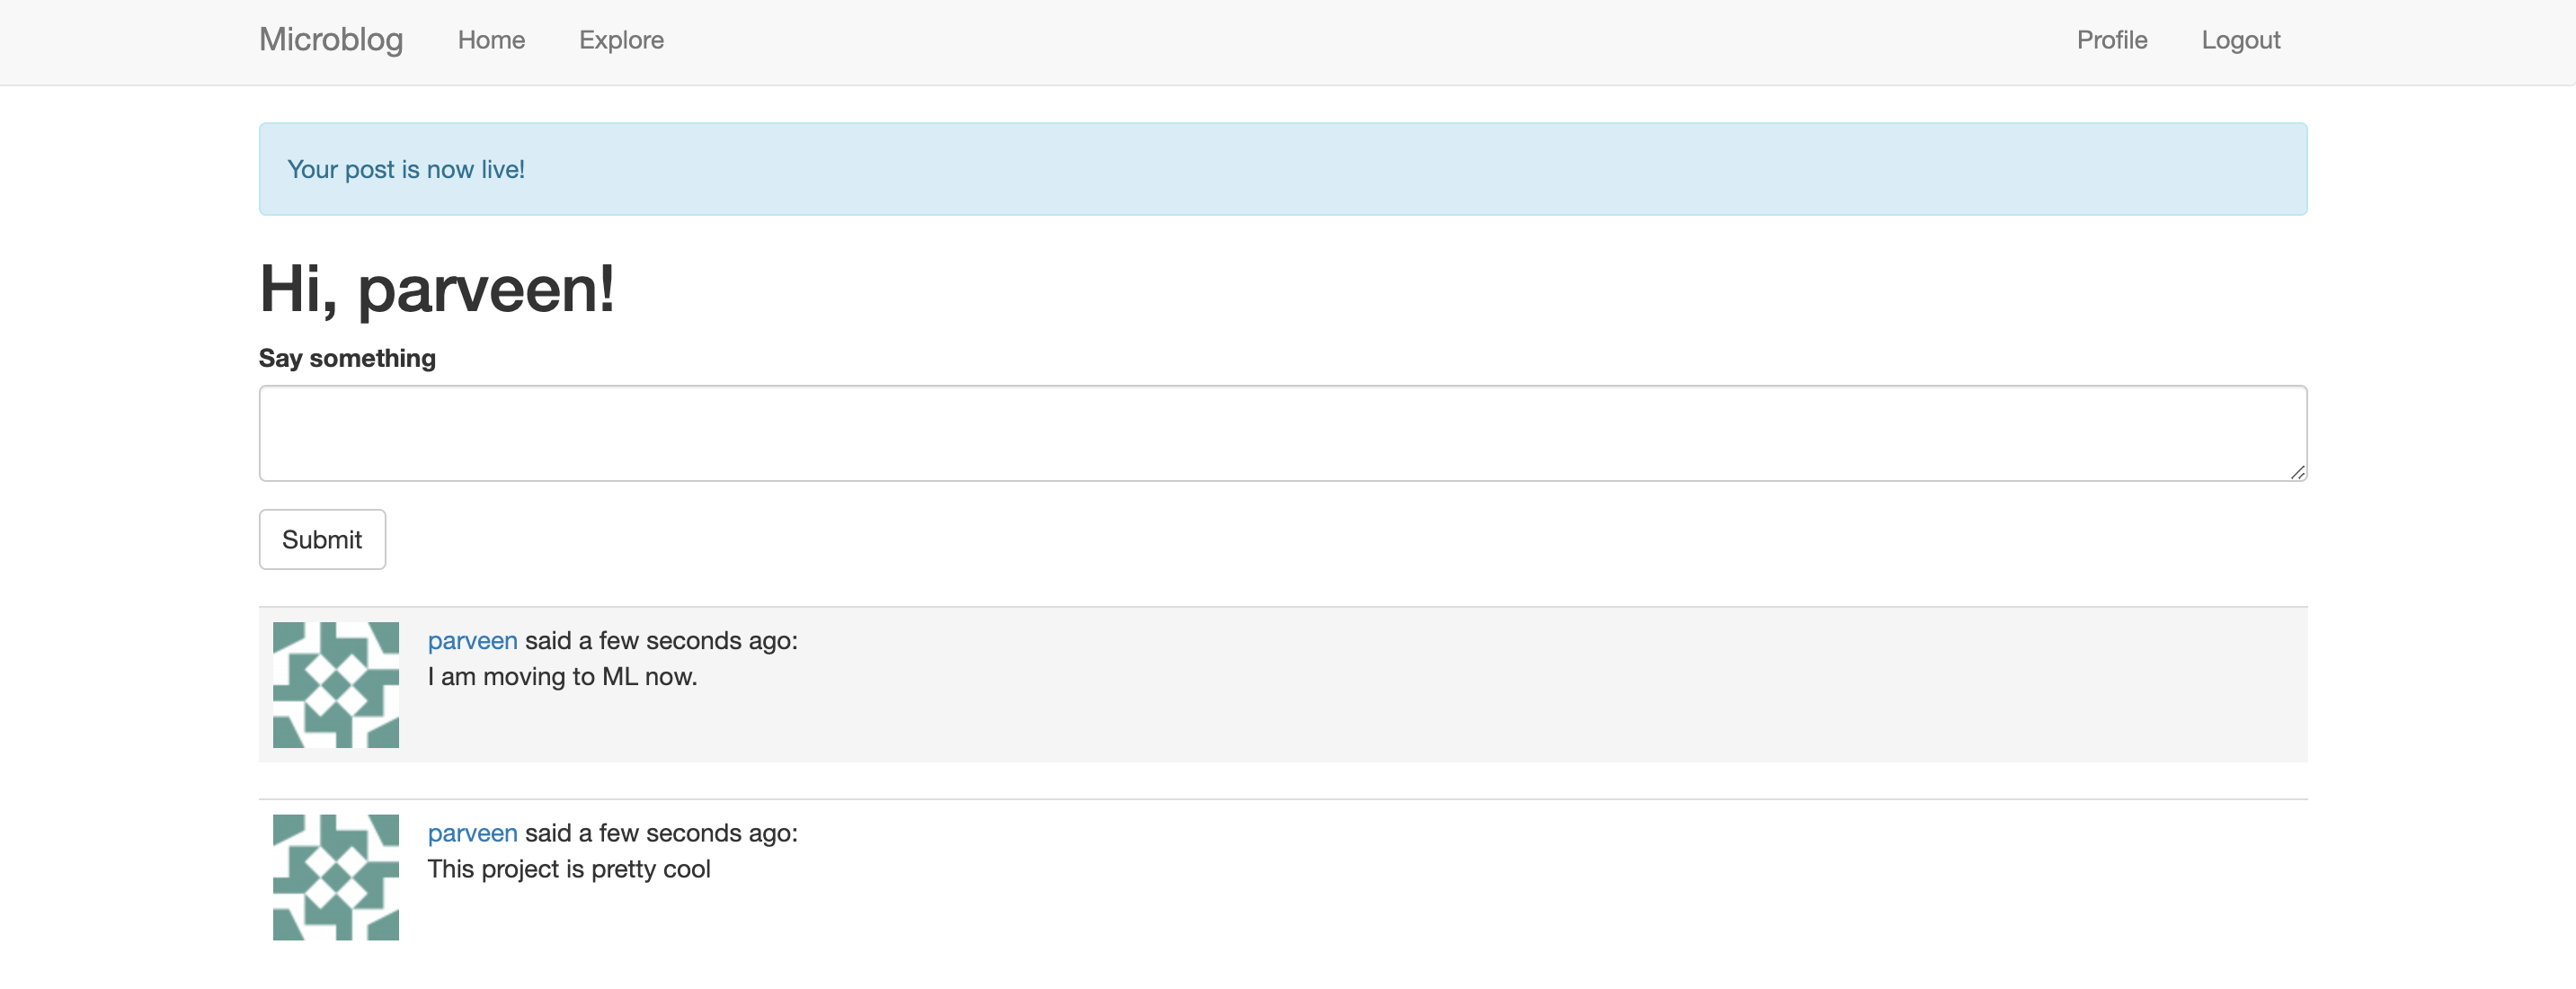 Microblog Home Explore Profile Logout
Your post is now live!
Hi, parveen!
Say something
Submit
parveen said a few seconds ago:
I am moving to ML now.
parveen said a few seconds ago:
This project is pretty cool